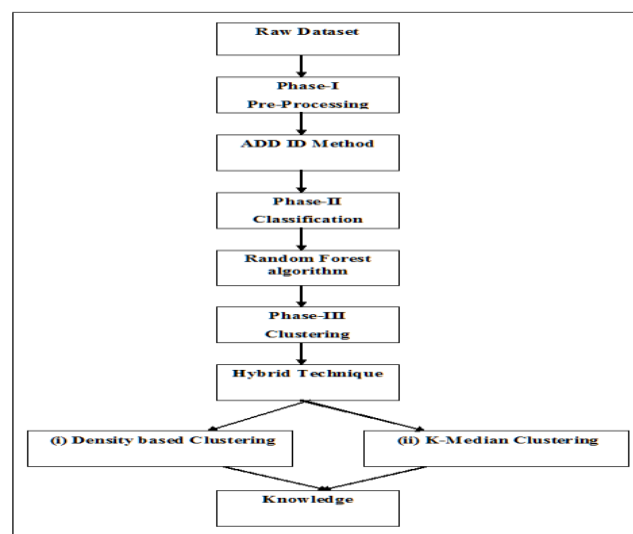 Raw Dataset
Phase-I
Pre-Processing
ADD ID Method
Phase-II
Classification
Random Forest
algorithm
Phase-III
Clustering
Hybrid Technique
(i) Density based Clustering
(ii) K-Median Clustering
Knowledge